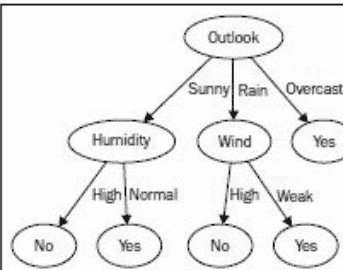 Outlook
Sunny Rain Overcast
Humidity Wind Yes
High Normal High Weak
No Yes No Yes